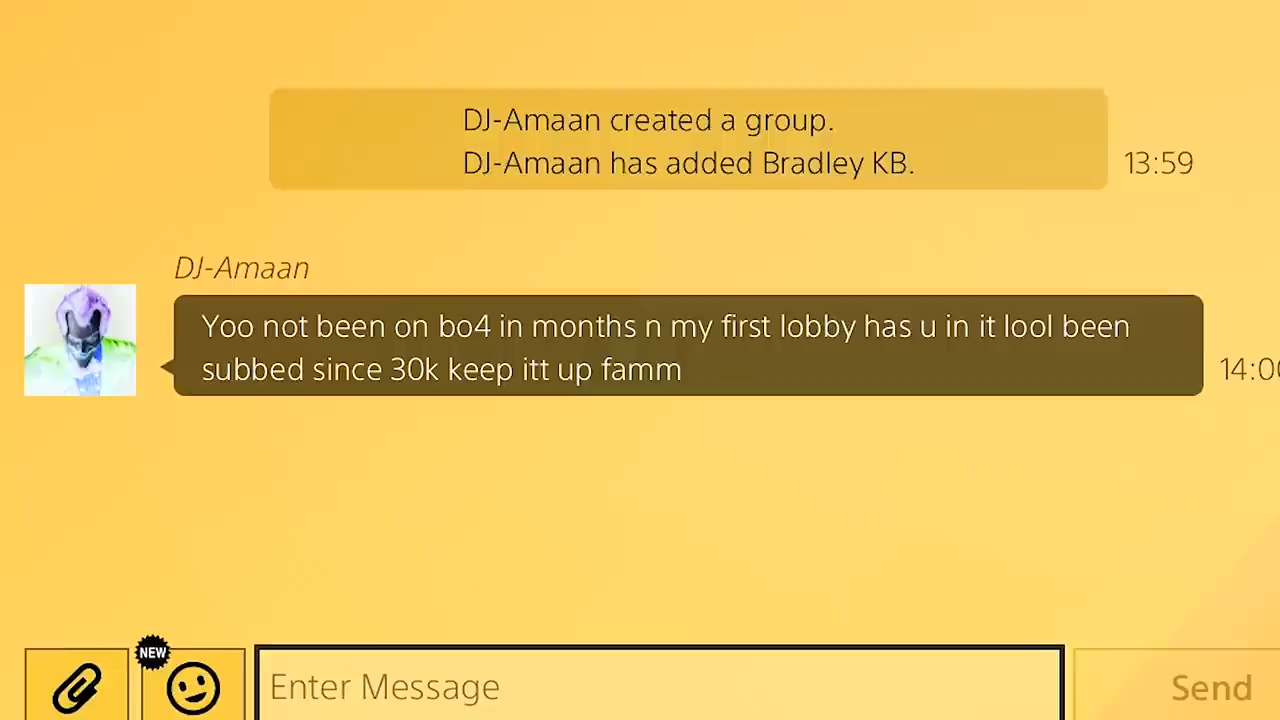 DJ-Amaan created a group.
DJ-Amaan has added Bradley KB.
13:59
DJ-Amaan
Yoo not been on bo4 in months n my first lobby has u in it lool been
subbed since 30k keep itt up famm
14:00
NEW
Enter Message
Send